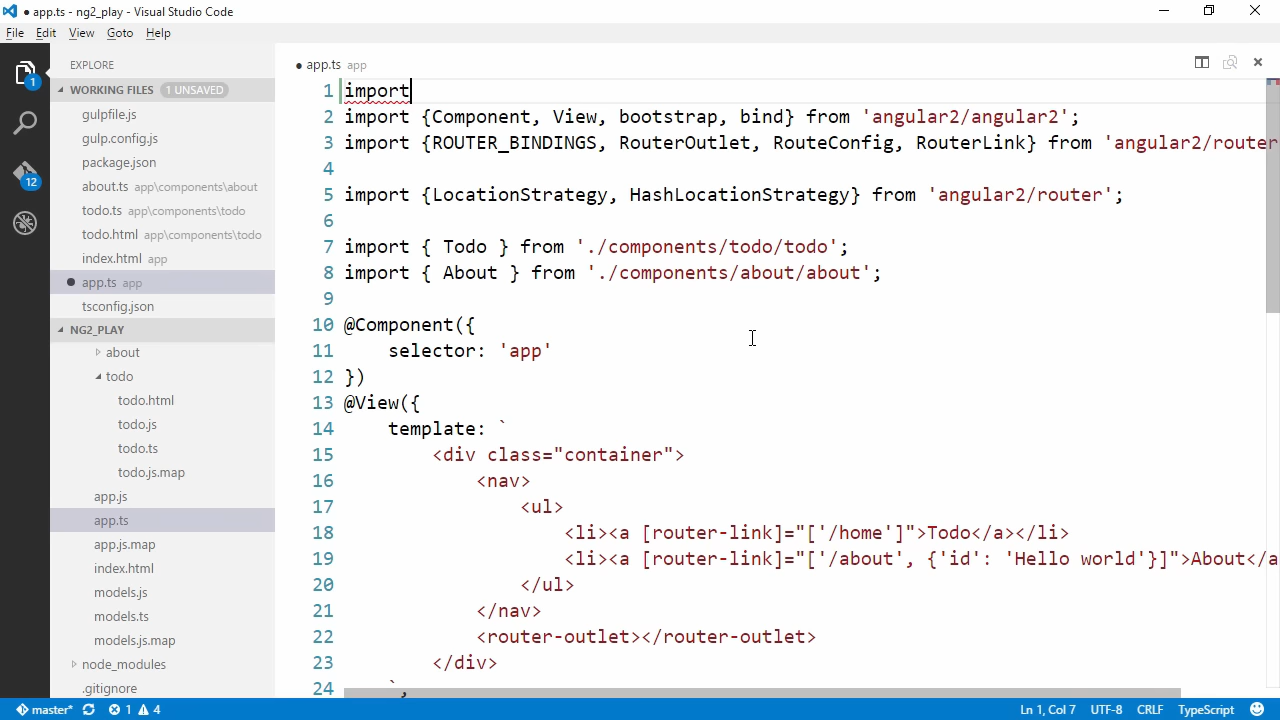 ● app.ts - ng2_play - Visual Studio Code
File Edit View Goto Help
EXPLORE
WORKING FILES 1 UNSAVED
gulpfile.js
gulp.config.js
package.json
about.ts app\components\about
todo.ts app\components\todo
todo.html app\components\todo
index.html app
● app.ts app
tsconfig.json
NG2_PLAY
about
todo
todo.html
todo.js
todo.ts
todo.js.map
app.js
app.ts
app.js.map
index.html
models.js
models.ts
models.js.map
node_modules
.gitignore
1
12
● app.ts app
1 import
2 import {Component, View, bootstrap, bind} from 'angular2/angular2';
3 import {ROUTER_BINDINGS, RouterOutlet, RouteConfig, RouterLink} from 'angular2/router
4
5 import {LocationStrategy, HashLocationStrategy} from 'angular2/router';
6
7 import { Todo } from './components/todo/todo';
8 import { About } from './components/about/about';
9
10 @Component({
11     selector: 'app'
12 })
13 @View({
14     template: `
15         <div class="container">
16             <nav>
17                 <ul>
18                     <li><a [router-link]="['/home']">Todo</a></li>
19                     <li><a [router-link]="['/about', {'id': 'Hello world'}]">About</a
20                 </ul>
21             </nav>
22             <router-outlet></router-outlet>
23         </div>
24     `,
master* 1 4 Ln 1, Col 7 UTF-8 CRLF TypeScript